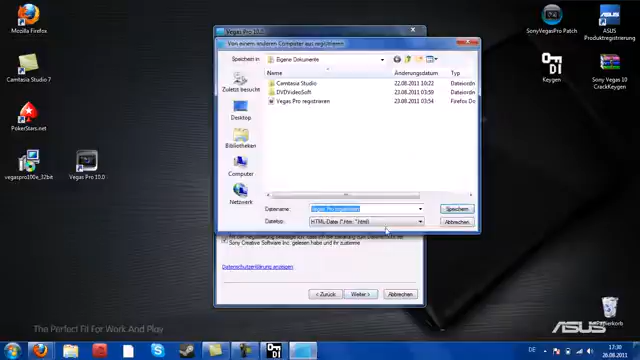 Mozilla Firefox
Camtasia Studio 7
PokerStars.net
vegaspro100e_32bit
Vegas Pro 10.0
SonyVegasPro Patch
ASUS
ASUS
Produktregistrierung
Keygen
Sony Vegas 10
CrackKeygen
Papierkorb
Vegas Pro 10.0
Von einem anderen Computer aus registrieren
Speichert in:
Eigene Dokumente
Name
Änderungsdatum
Typ
Camtasia Studio
22.08.2011 10:22
Dateiordn
DVDVideoSoft
23.08.2011 03:59
Dateiordn
Vegas Pro registrieren
23.08.2011 03:54
Firefox Do
Zuletzt besucht
Desktop
Bibliotheken
Computer
Netzwerk
Dateiname:
Vegas Pro registrieren
Speichern
Dateityp:
HTML-Datei (*.htm; *.html)
Abbrechen
Sony Creative Software Inc. gelesen habe und ihr zustimme
Datenschutzerklärung anzeigen
< Zurück
Weiter >
Abbrechen
The Perfect Fit For Work And Play
ASUS
DE
17:30
26.08.2011